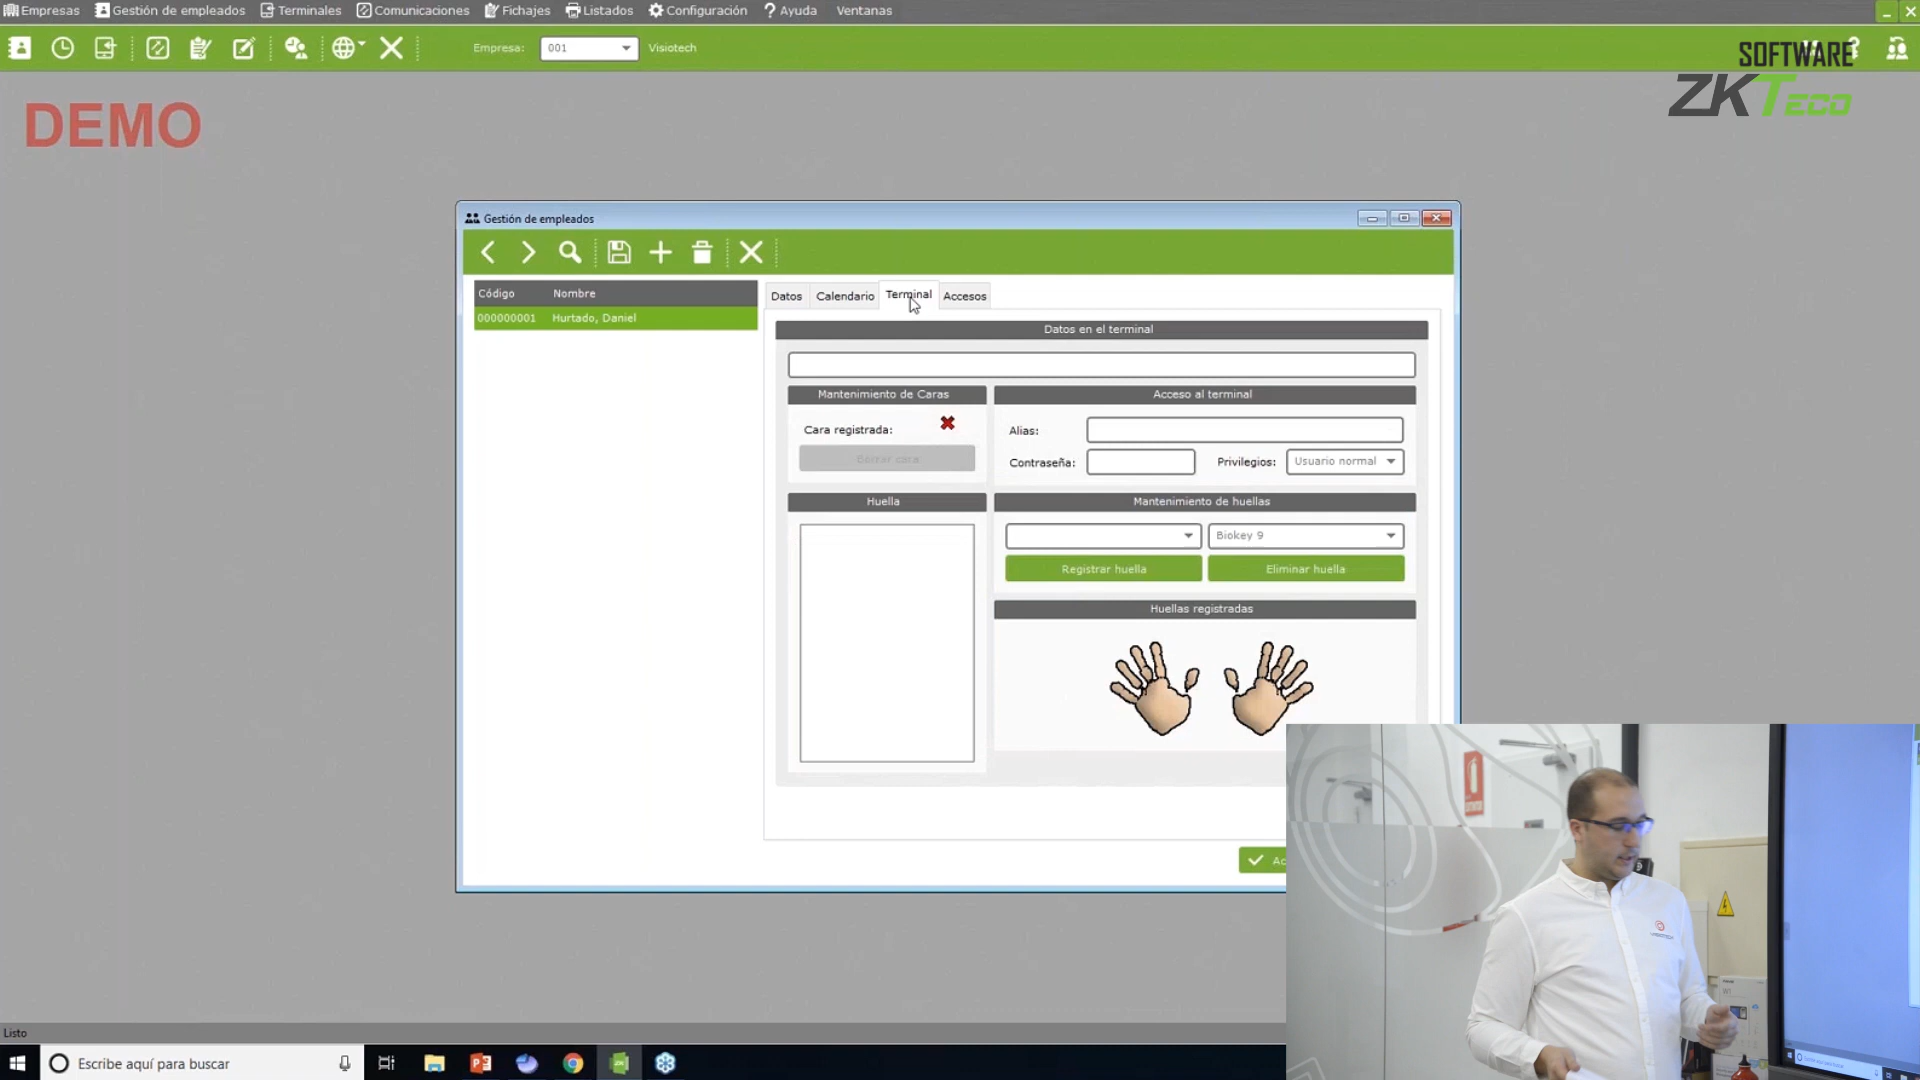 Empresas Gestión de empleados Terminales Comunicaciones Fichajes Listados Configuración ? Ayuda Ventanas
Empresa: 001 Visiotech
SOFTWARE
ZKTeco
DEMO
Gestión de empleados
Código Nombre
000000001 Hurtado, Daniel
Datos Calendario Terminal Accesos
Datos en el terminal
Mantenimiento de Caras
Acceso al terminal
Cara registrada:
Borrar cara
Alias:
Contraseña:
Privilegios: Usuario normal
Huella
Mantenimiento de huellas
Biokey 9
Registrar huella
Eliminar huella
Huellas registradas
Listo
Escribe aquí para buscar